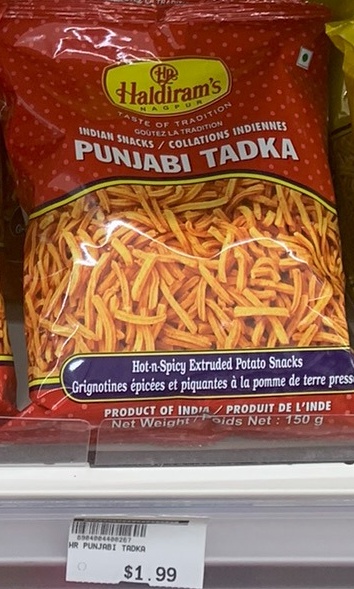 HR
Haldiram's
NAGPUR
TASTE OF TRADITION
GOÛTEZ LA TRADITION
INDIAN SNACKS / COLLATIONS INDIENNES
PUNJABI TADKA
Hot-n-Spicy Extruded Potato Snacks
Grignotines épicées et piquantes à la pomme de terre presse
PRODUCT OF INDIA / PRODUIT DE L'INDE
Net Weight / Poids Net : 150 g
HR PUNJABI TADKA
$1.99